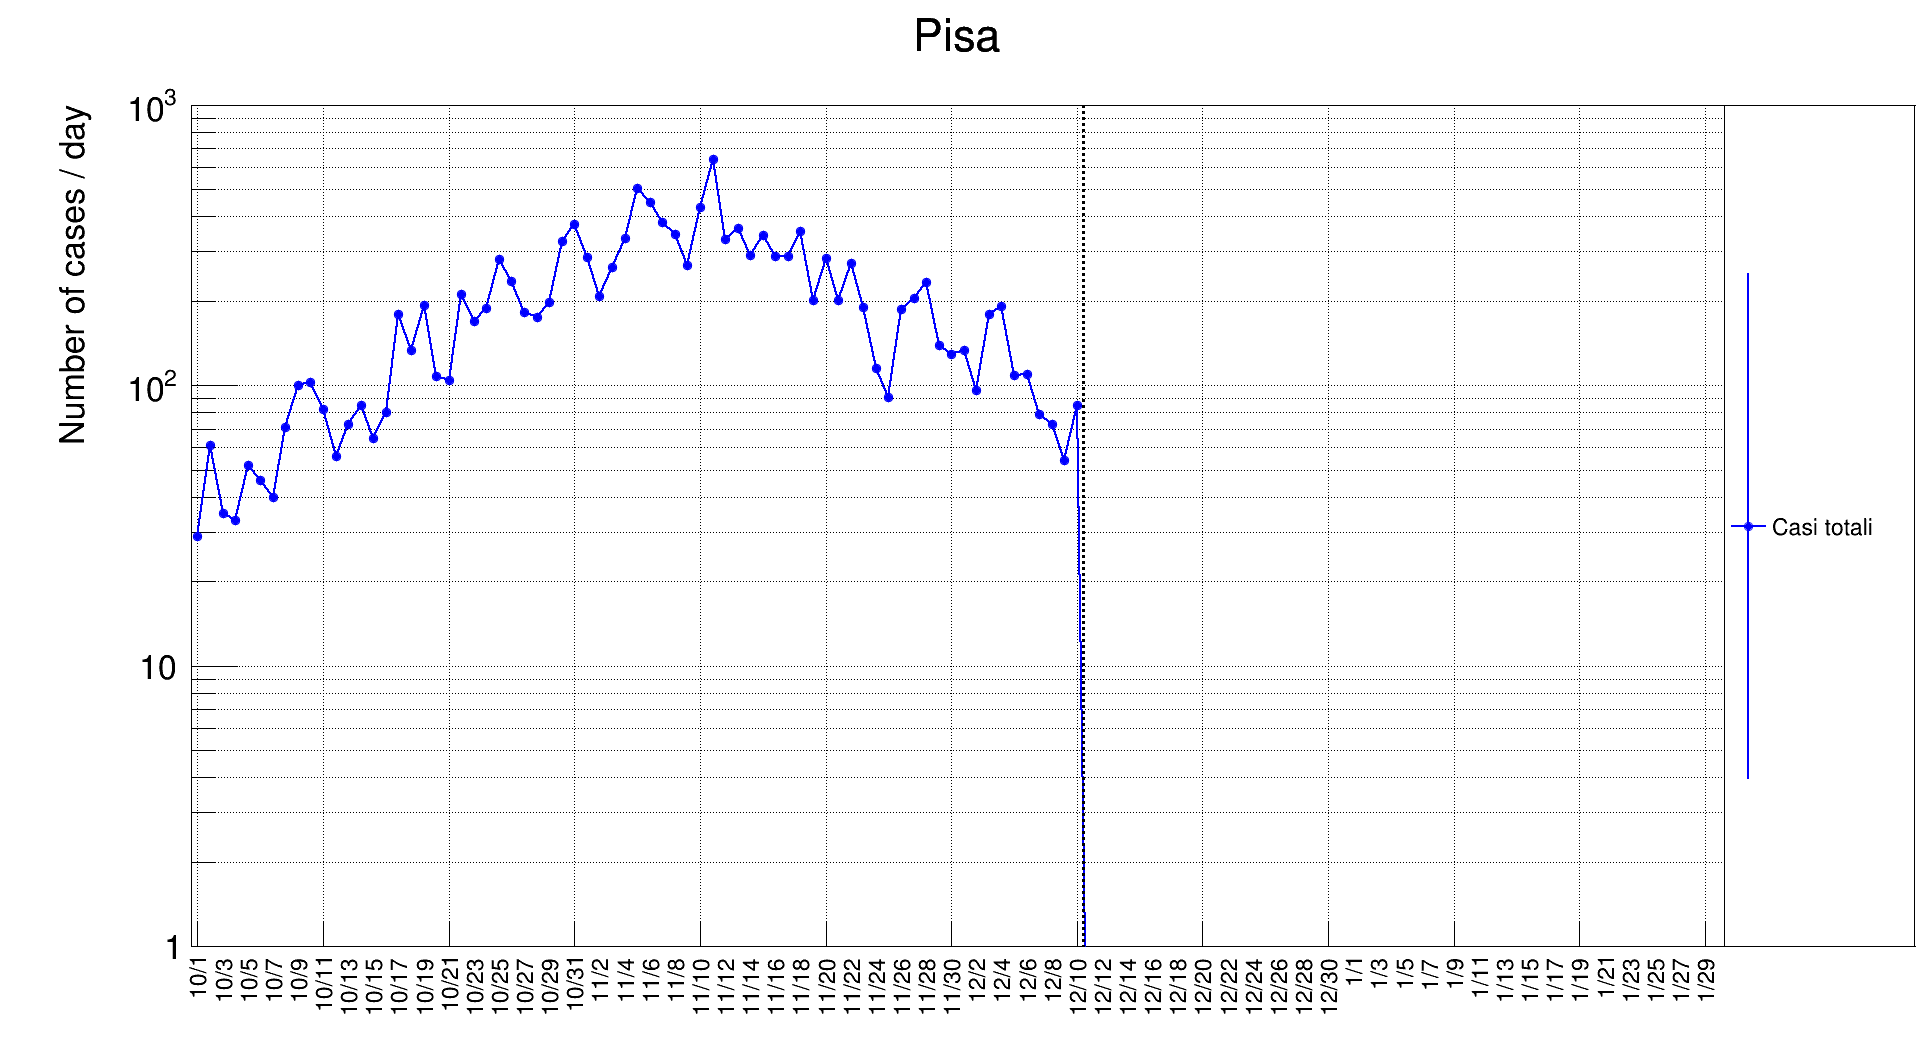 Pisa
Number of cases / day
10³
10²
10
1
10/1 10/3 10/5 10/7 10/9 10/11 10/13 10/15 10/17 10/19 10/21 10/23 10/25 10/27 10/29 10/31 11/2 11/4 11/6 11/8 11/10 11/12 11/14 11/16 11/18 11/20 11/22 11/24 11/26 11/28 11/30 12/2 12/4 12/6 12/8 12/10 12/12 12/14 12/16 12/18 12/20 12/22 12/24 12/26 12/28 12/30 1/1 1/3 1/5 1/7 1/9 1/11 1/13 1/15 1/17 1/19 1/21 1/23 1/25 1/27 1/29
Casi totali